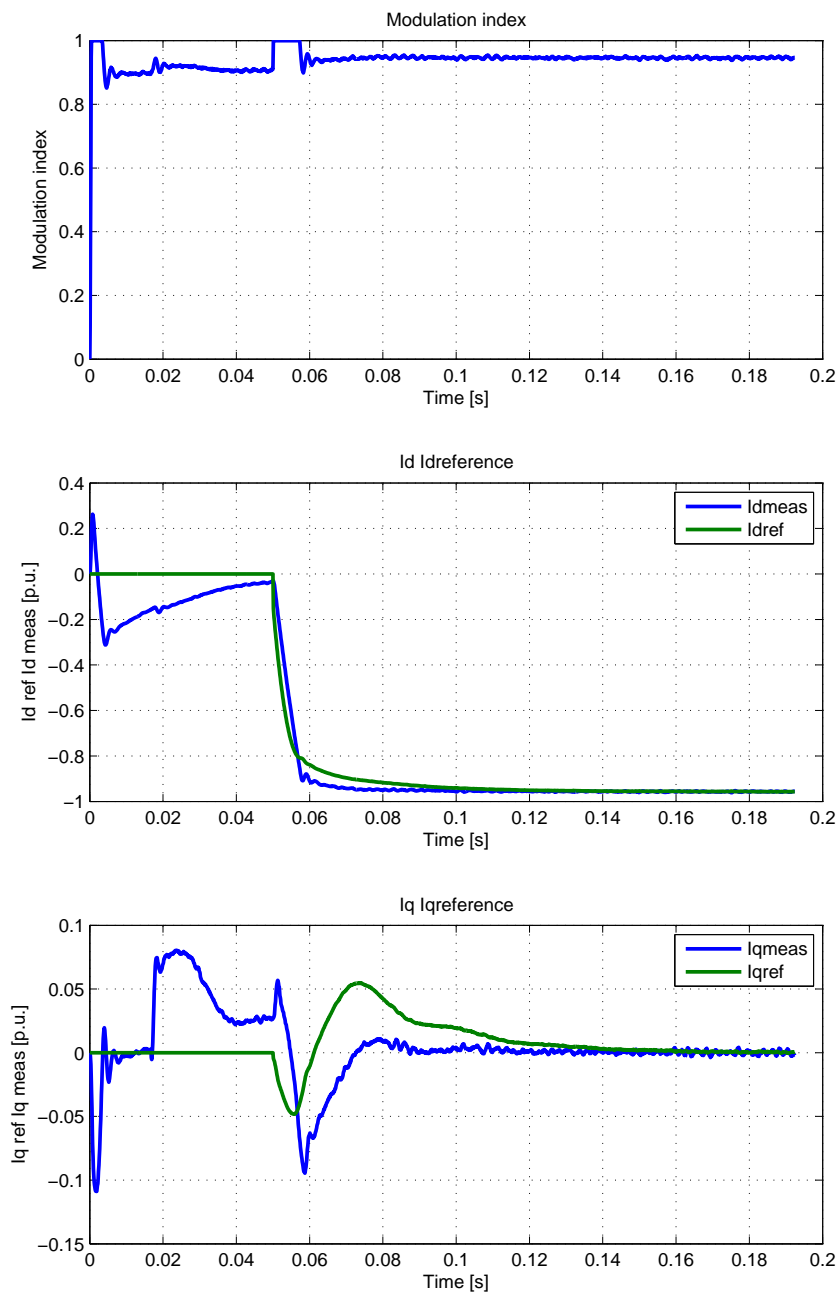 Modulation index
1
0.8
0.6
0.4
0.2
0
Modulation index
0 0.02 0.04 0.06 0.08 0.1 0.12 0.14 0.16 0.18 0.2
Time [s]
Id Idreference
0.4
0.2
0
−0.2
−0.4
−0.6
−0.8
−1
Id ref Id meas [p.u.]
Idmeas
Idref
0 0.02 0.04 0.06 0.08 0.1 0.12 0.14 0.16 0.18 0.2
Time [s]
Iq Iqreference
0.1
0.05
0
−0.05
−0.1
−0.15
Iq ref Iq meas [p.u.]
Iqmeas
Iqref
0 0.02 0.04 0.06 0.08 0.1 0.12 0.14 0.16 0.18 0.2
Time [s]